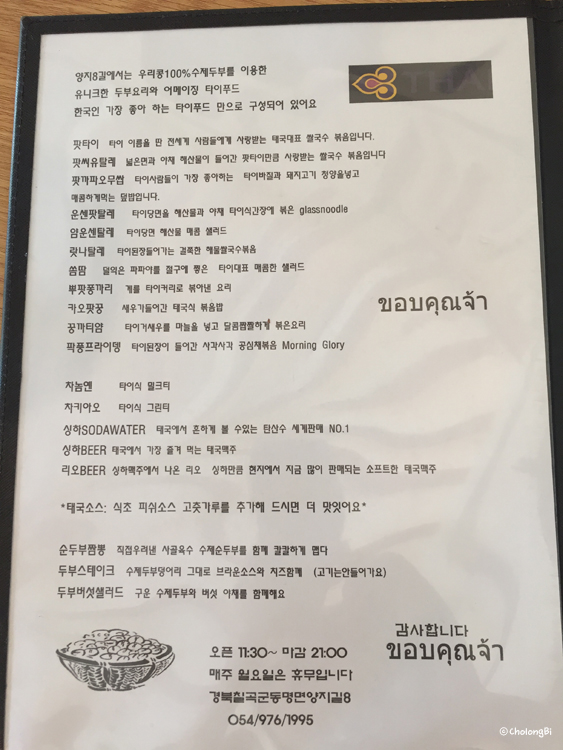 양지8길에서는 우리콩100%수제두부를 이용한
유니크한 두부요리와 어메이징 타이푸드
한국인 가장 좋아 하는 타이푸드 만으로 구성되어 있어요
THAI
팟타이 타이 이름을 딴 전세계 사람들에게 사랑받는 태국대표 쌀국수 볶음입니다.
팟씨유탈레 넓은면과 야채 해산물이 들어간 팟타이만큼 사랑받는 쌀국수 볶음입니다
팟까파오무쌉 타이사람들이 가장 좋아하는 타이바질과 돼지고기 청양을넣고
매콤하게먹는 덮밥입니다.
운센팟탈레 타이당면을 해산물과 야채 타이식간장에 볶은 glassnoodle
얌운센탈레 타이당면 해산물 매콤 샐러드
랏나탈레 타이된장들어가는 걸쭉한 해물쌀국수볶음
쏨땀 덜익은 파파야를 절구에 빻은 타이대표 매콤한 샐러드
뿌팟퐁까리 게를 타이커리로 볶아낸 요리
카오팟꿍 새우가들어간 태국식 볶음밥
ขอบคุณจ้า
꿍까티얌 타이거새우를 마늘을 넣고 달콤짭짤하게 볶은요리
팍풍프라이뎅 타이된장이 들어간 사각사각 공심채볶음 Morning Glory
차놈옌 타이식 밀크티
차키아오 타이식 그린티
싱하SODAWATER 태국에서 흔하게 볼 수있는 탄산수 세계판매 NO.1
싱하BEER 태국에서 가장 즐겨 먹는 태국맥주
리오BEER 싱하맥주에서 나온 리오 싱하만큼 현지에서 지금 많이 판매되는 소프트한 태국맥주
*태국소스: 식초 피쉬소스 고춧가루를 추가해 드시면 더 맛잇어요*
순두부짬뽕 직접우려낸 사골육수 수제순두부를 함께 칼칼하게 맵다
두부스테이크 수제두부덩어리 그대로 브라운소스와 치즈함께 (고기는안들어가요)
두부버섯샐러드 구운 수제두부와 버섯 야채를 함께해요
감사합니다
ขอบคุณจ้า
오픈 11:30~ 마감 21:00
매주 월요일은 휴무입니다
경북칠곡군동명면양지길8
054/976/1995
©CholongBi